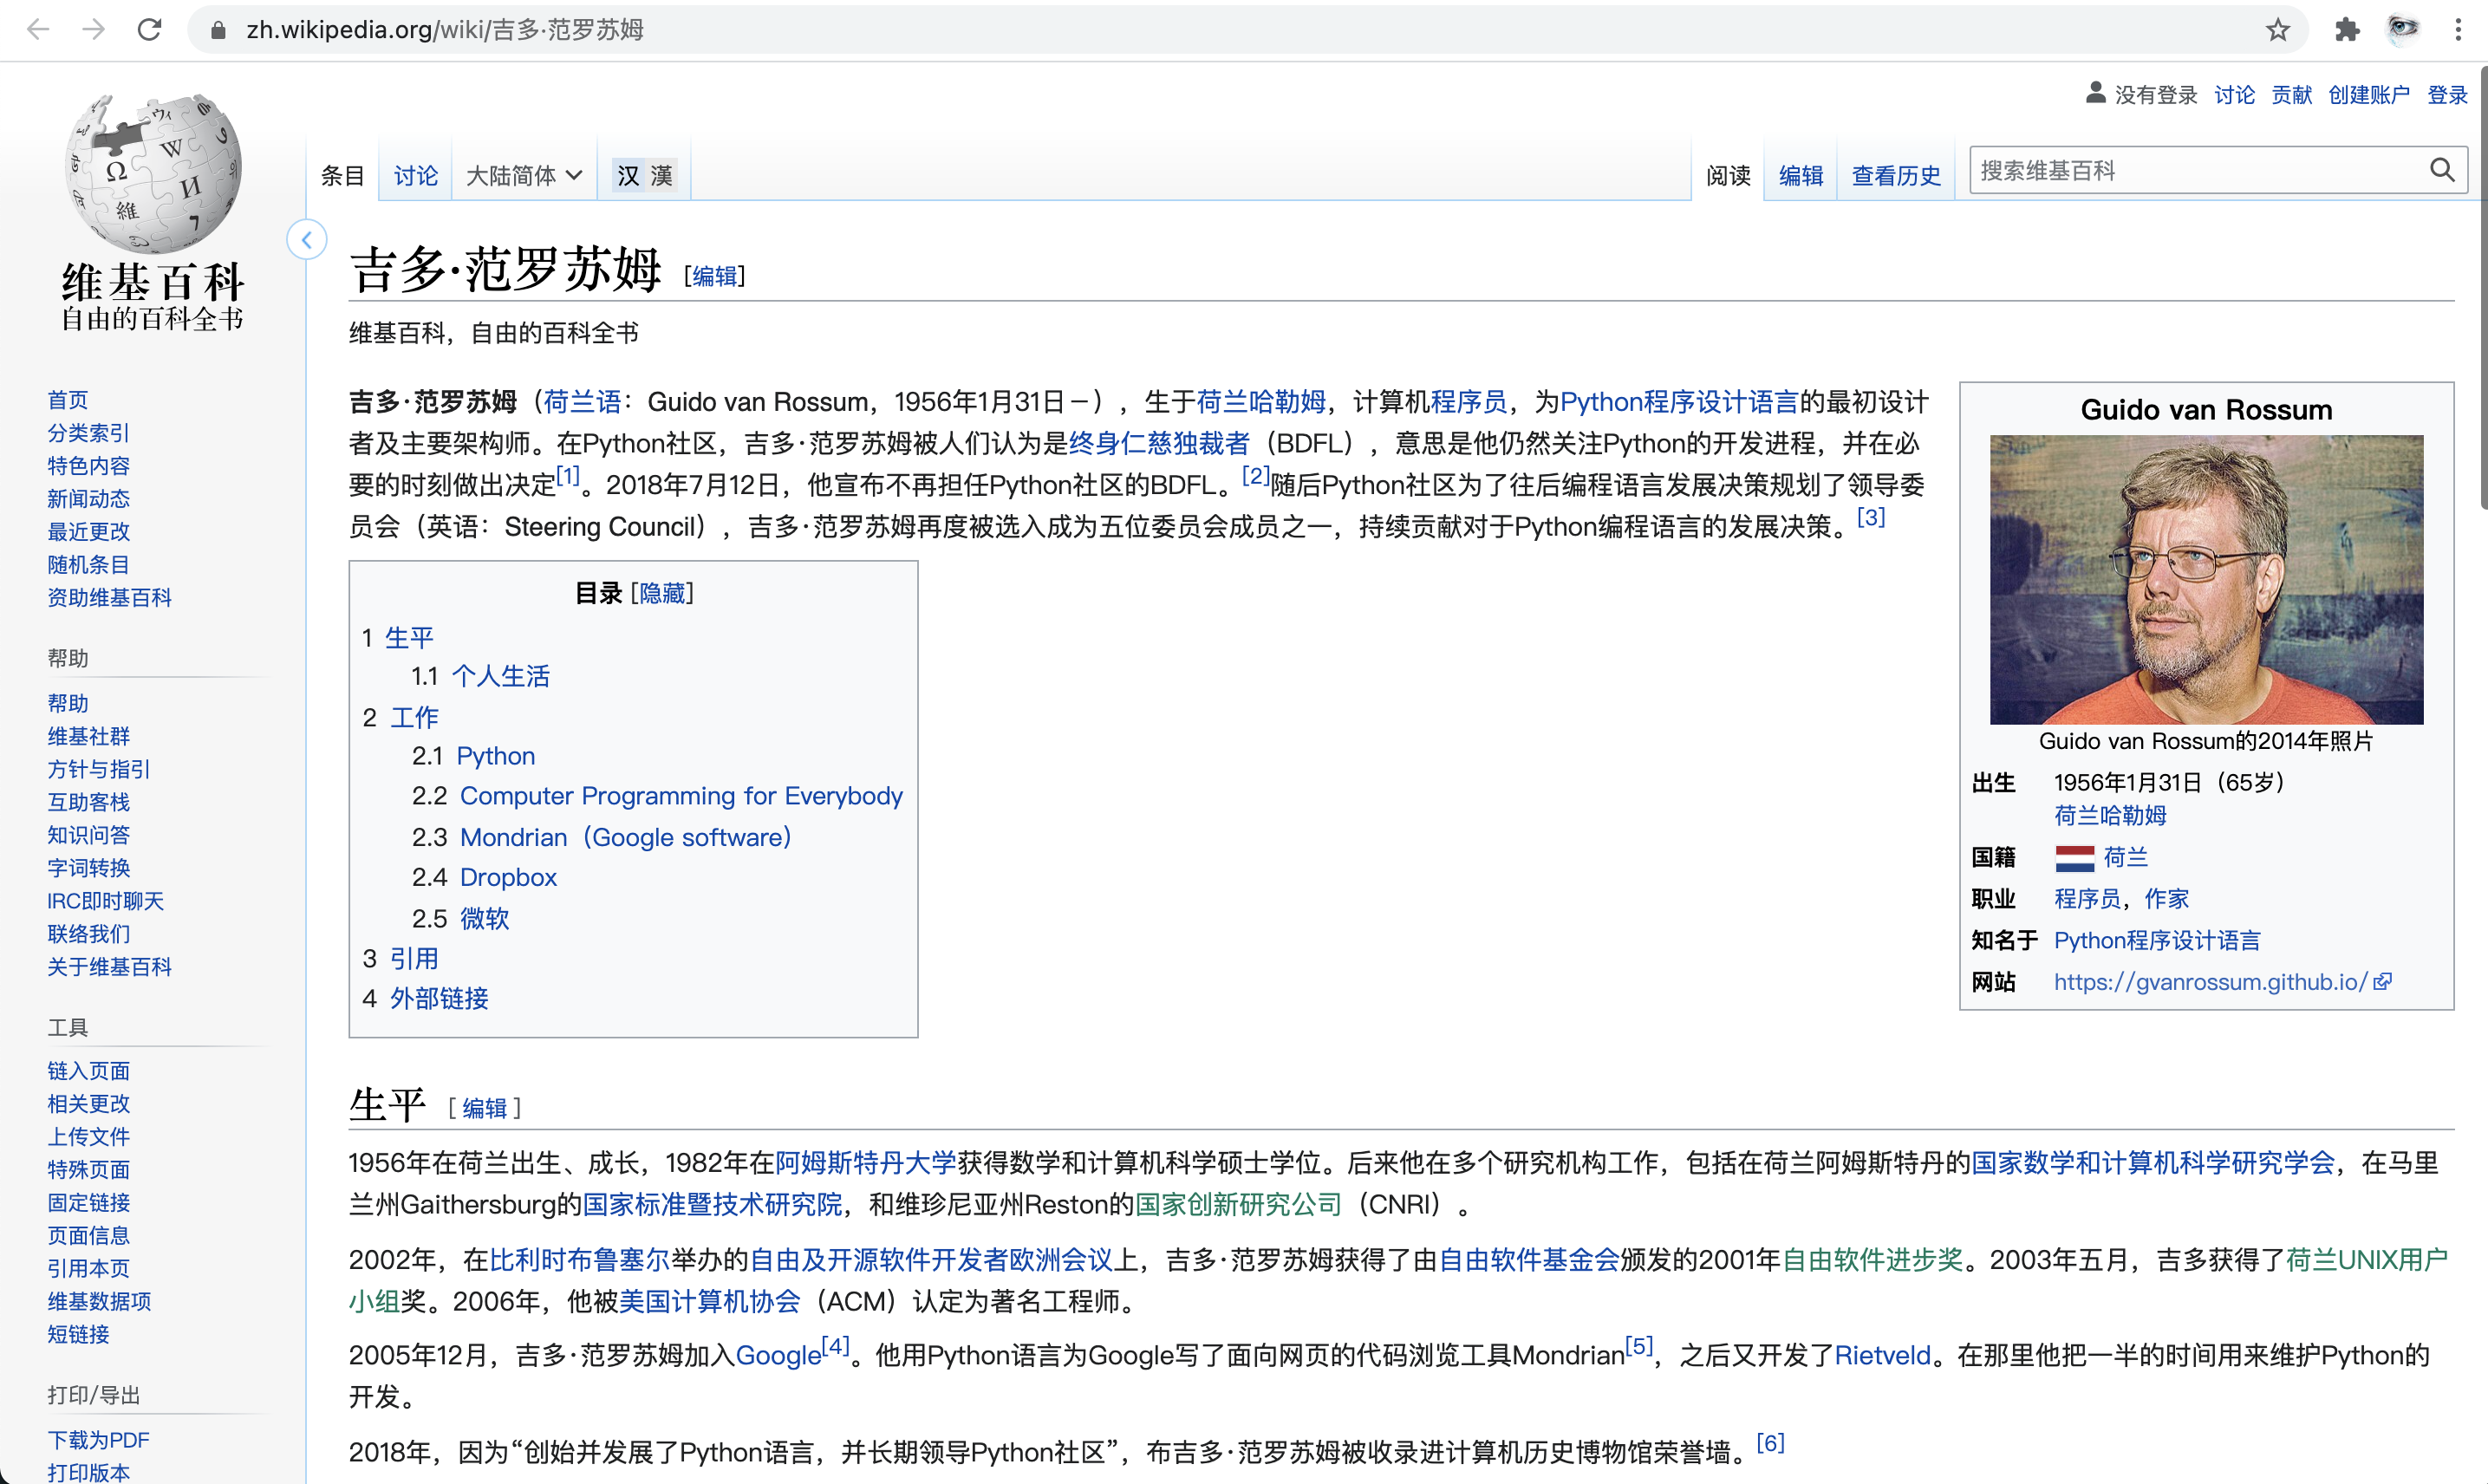 zh.wikipedia.org/wiki/吉多·范罗苏姆
没有登录 讨论 贡献 创建账户 登录
条目 讨论 大陆简体 汉 漢 阅读 编辑 查看历史 搜索维基百科
维基百科
自由的百科全书
首页
分类索引
特色内容
新闻动态
最近更改
随机条目
资助维基百科
帮助
帮助
维基社群
方针与指引
互助客栈
知识问答
字词转换
IRC即时聊天
联络我们
关于维基百科
工具
链入页面
相关更改
上传文件
特殊页面
固定链接
页面信息
引用本页
维基数据项
短链接
打印/导出
下载为PDF
打印版本
吉多·范罗苏姆 [编辑]
维基百科，自由的百科全书
吉多·范罗苏姆（荷兰语：Guido van Rossum，1956年1月31日－），生于荷兰哈勒姆，计算机程序员，为Python程序设计语言的最初设计
者及主要架构师。在Python社区，吉多·范罗苏姆被人们认为是终身仁慈独裁者（BDFL），意思是他仍然关注Python的开发进程，并在必
要的时刻做出决定[1]。2018年7月12日，他宣布不再担任Python社区的BDFL。[2]随后Python社区为了往后编程语言发展决策规划了领导委
员会（英语：Steering Council），吉多·范罗苏姆再度被选入成为五位委员会成员之一，持续贡献对于Python编程语言的发展决策。[3]
目录 [隐藏]
1 生平
1.1 个人生活
2 工作
2.1 Python
2.2 Computer Programming for Everybody
2.3 Mondrian（Google software）
2.4 Dropbox
2.5 微软
3 引用
4 外部链接
Guido van Rossum
Guido van Rossum的2014年照片
出生 1956年1月31日（65岁）
荷兰哈勒姆
国籍 荷兰
职业 程序员，作家
知名于 Python程序设计语言
网站 https://gvanrossum.github.io/
生平 [ 编辑 ]
1956年在荷兰出生、成长，1982年在阿姆斯特丹大学获得数学和计算机科学硕士学位。后来他在多个研究机构工作，包括在荷兰阿姆斯特丹的国家数学和计算机科学研究学会，在马里
兰州Gaithersburg的国家标准暨技术研究院，和维珍尼亚州Reston的国家创新研究公司（CNRI）。
2002年，在比利时布鲁塞尔举办的自由及开源软件开发者欧洲会议上，吉多·范罗苏姆获得了由自由软件基金会颁发的2001年自由软件进步奖。2003年五月，吉多获得了荷兰UNIX用户
小组奖。2006年，他被美国计算机协会（ACM）认定为著名工程师。
2005年12月，吉多·范罗苏姆加入Google[4]。他用Python语言为Google写了面向网页的代码浏览工具Mondrian[5]，之后又开发了Rietveld。在那里他把一半的时间用来维护Python的
开发。
2018年，因为“创始并发展了Python语言，并长期领导Python社区”，布吉多·范罗苏姆被收录进计算机历史博物馆荣誉墙。[6]